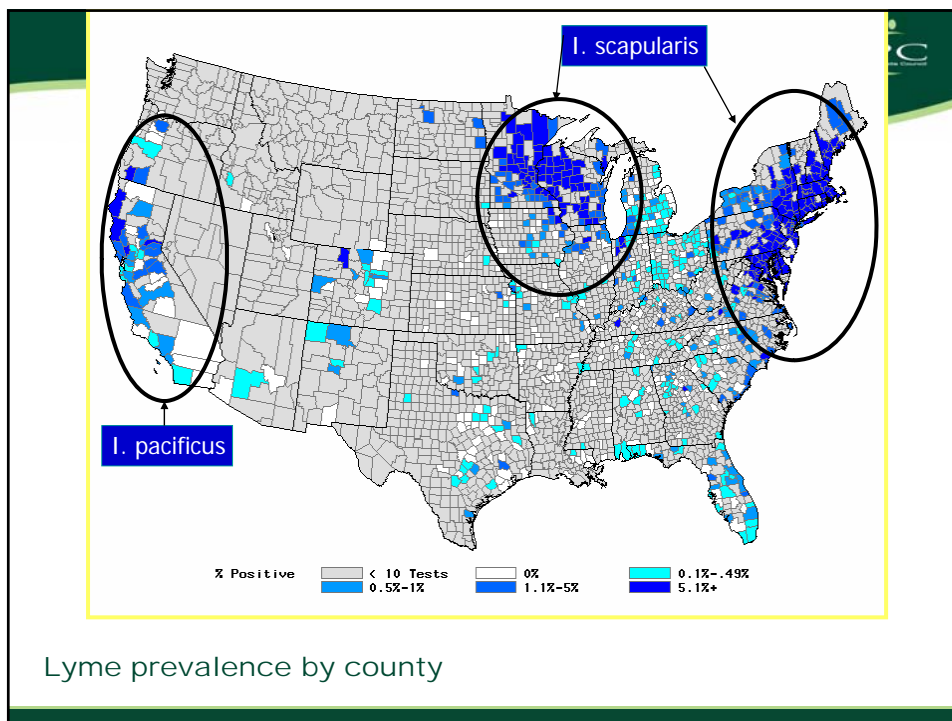 I. scapularis
PC
I. pacificus
% Positive < 10 Tests 0% 0.1%-.49%
0.5%-1% 1.1%-5% 5.1%+
Lyme prevalence by county